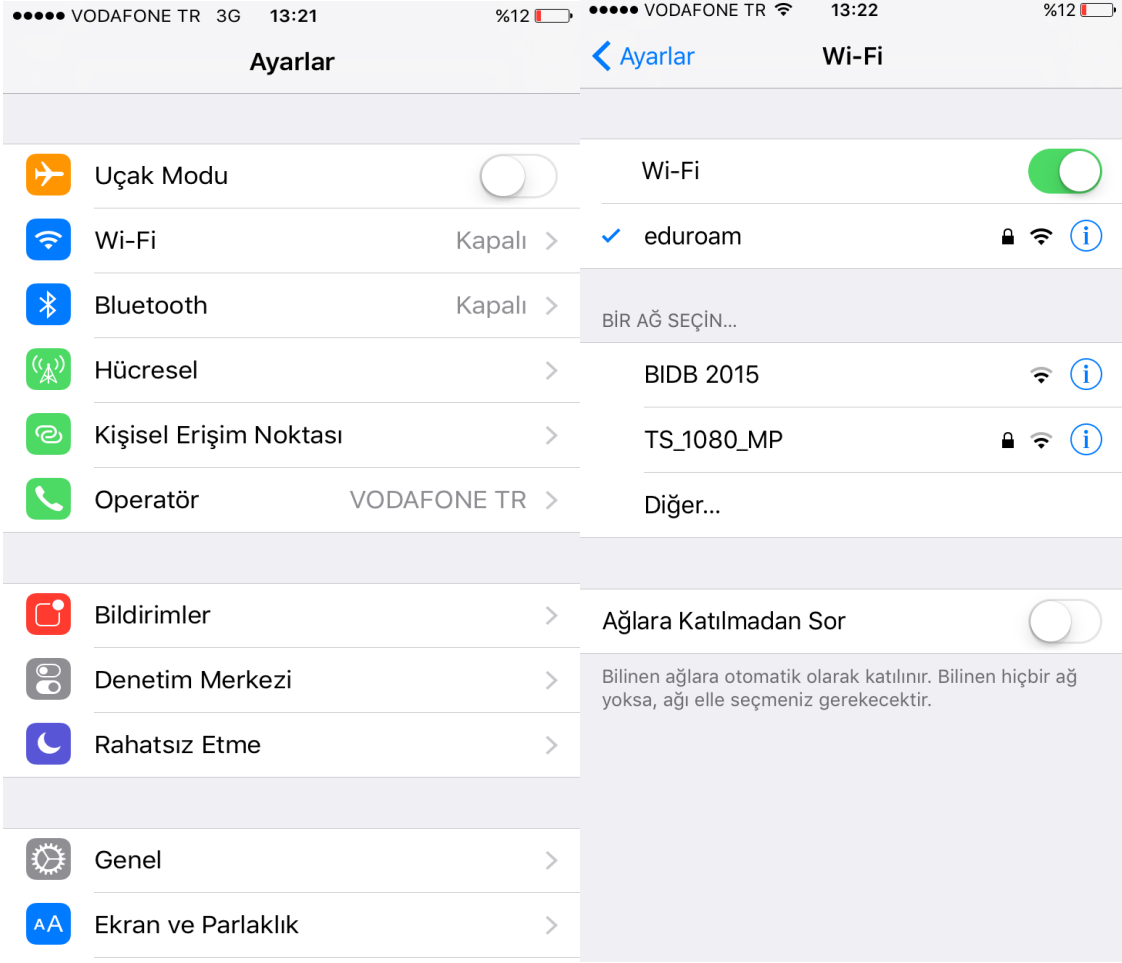 VODAFONE TR 3G 13:21 %12
Ayarlar
Uçak Modu
Wi-Fi Kapalı
Bluetooth Kapalı
Hücresel
Kişisel Erişim Noktası
Operatör VODAFONE TR
Bildirimler
Denetim Merkezi
Rahatsız Etme
Genel
AA Ekran ve Parlaklık
VODAFONE TR 13:22 %12
Ayarlar Wi-Fi
Wi-Fi
eduroam
BİR AĞ SEÇİN...
BIDB 2015
TS_1080_MP
Diğer...
Ağlara Katılmadan Sor
Bilinen ağlara otomatik olarak katılınır. Bilinen hiçbir ağ
yoksa, ağı elle seçmeniz gerekecektir.